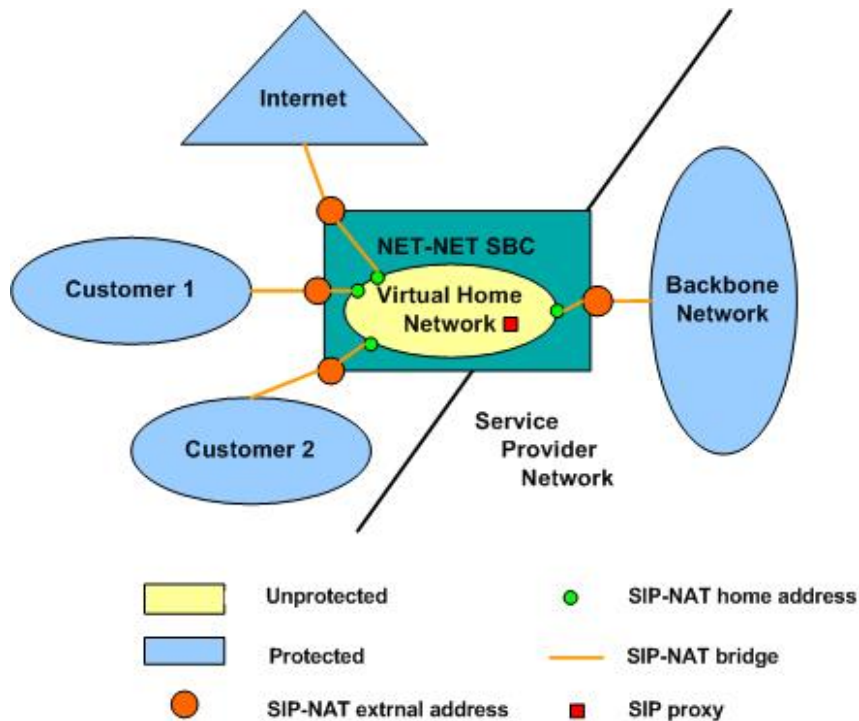 Internet
NET-NET SBC
Customer 1
Virtual Home
Network
Backbone
Network
Customer 2
Service
Provider
Network
Unprotected
SIP-NAT home address
Protected
SIP-NAT bridge
SIP-NAT extrnal address
SIP proxy